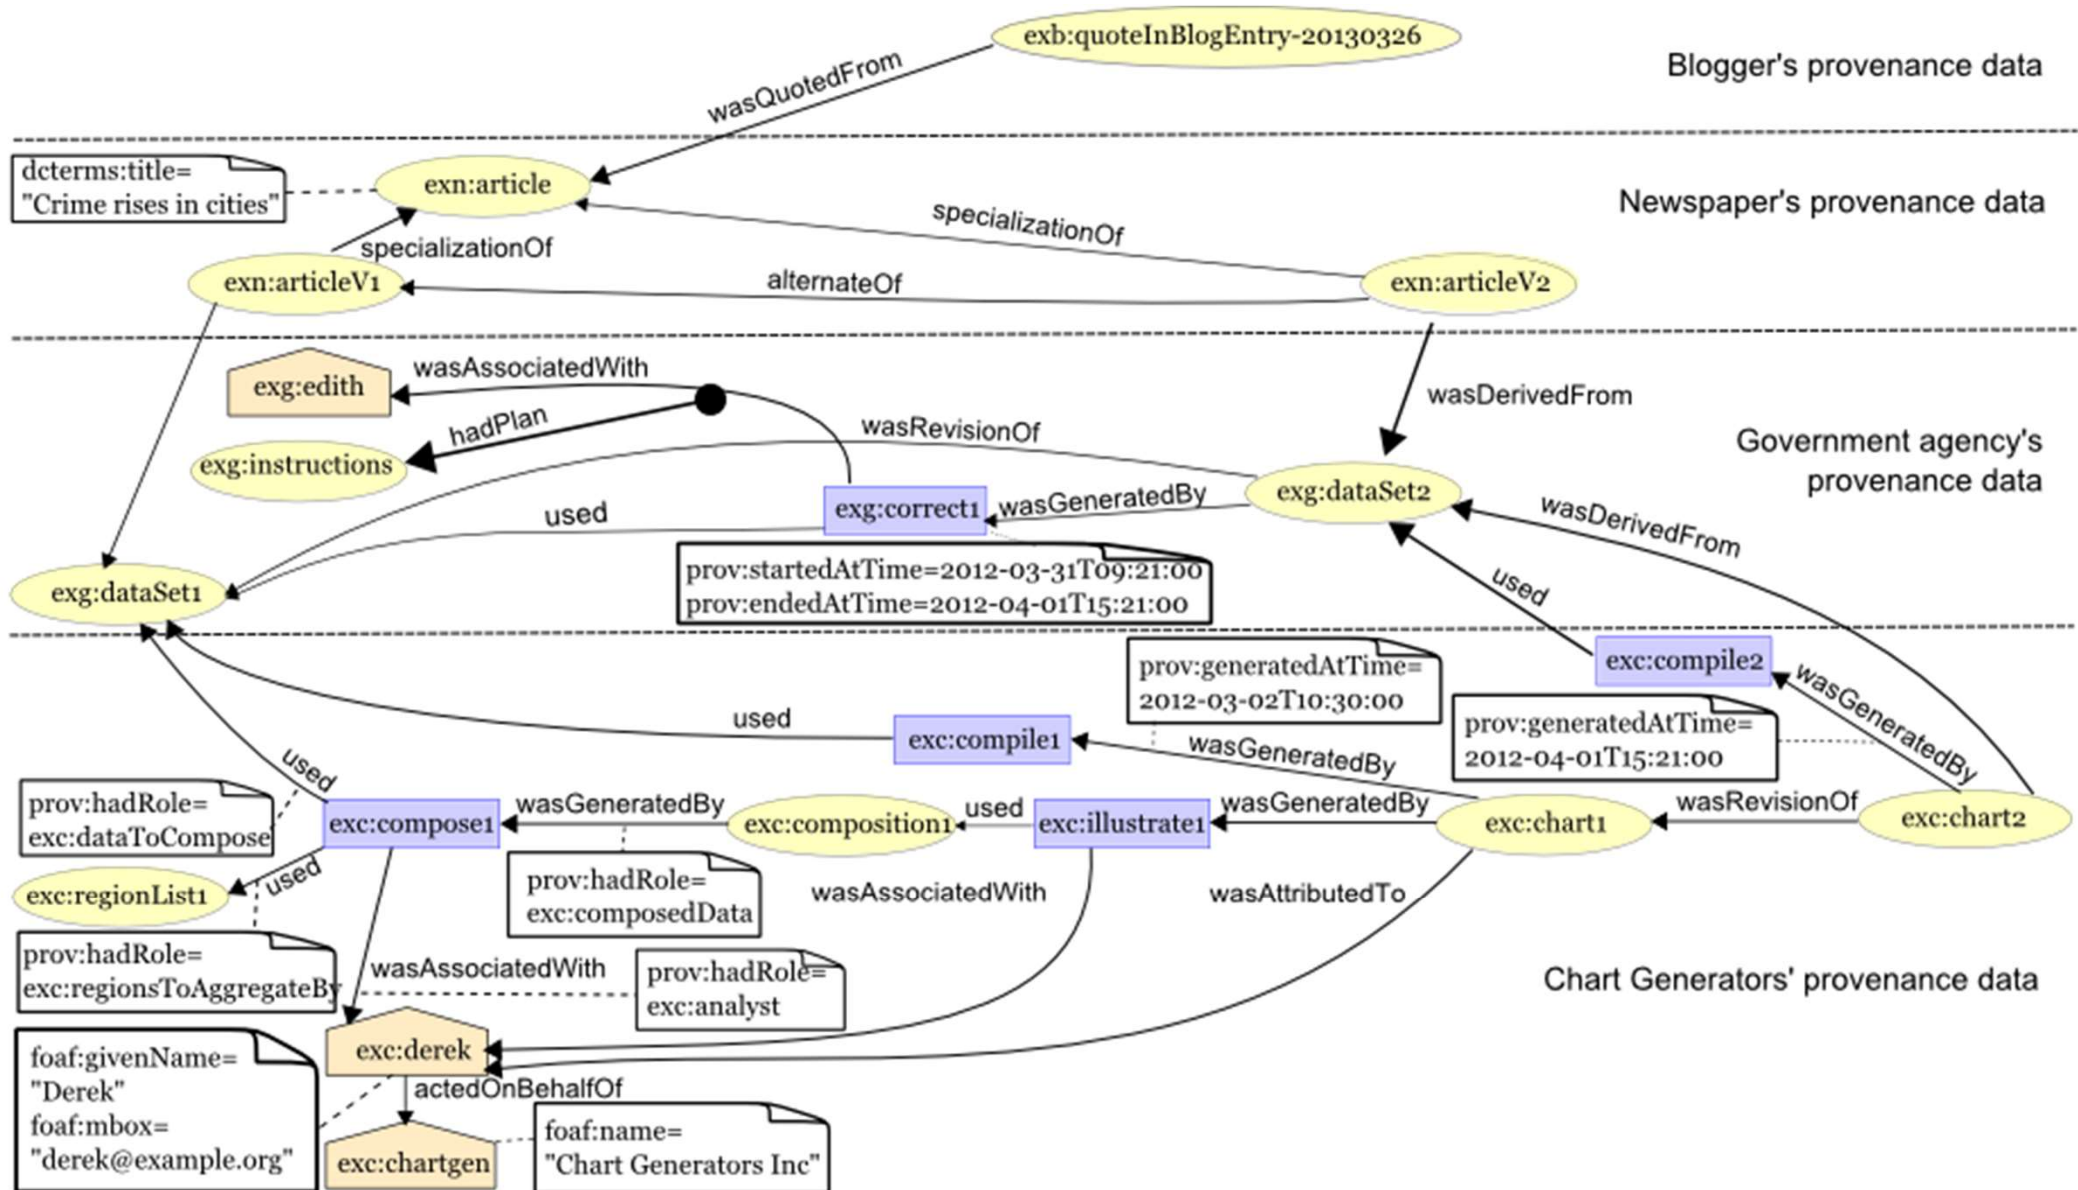 exb:quoteInBlogEntry-20130326
wasQuotedFrom
Blogger's provenance data
dcterms:title=
"Crime rises in cities"
exn:article
Newspaper's provenance data
specializationOf
specializationOf
exn:articleV1
alternateOf
exn:articleV2
exg:edith
wasAssociatedWith
hadPlan
exg:instructions
wasRevisionOf
wasDerivedFrom
Government agency's
provenance data
exg:correct1
wasGeneratedBy
exg:dataSet2
wasDerivedFrom
used
prov:startedAtTime=2012-03-31T09:21:00
prov:endedAtTime=2012-04-01T15:21:00
used
exg:dataSet1
prov:generatedAtTime=
2012-03-02T10:30:00
exc:compile2
wasGeneratedBy
prov:generatedAtTime=
2012-04-01T15:21:00
used
exc:compile1
wasGeneratedBy
used
prov:hadRole=
exc:dataToCompose
exc:compose1
wasGeneratedBy
exc:composition1
used
exc:illustrate1
wasGeneratedBy
exc:chart1
wasRevisionOf
exc:chart2
used
exc:regionList1
prov:hadRole=
exc:composedData
wasAssociatedWith
wasAttributedTo
prov:hadRole=
exc:regionsToAggregateBy
wasAssociatedWith
prov:hadRole=
exc:analyst
Chart Generators' provenance data
foaf:givenName=
"Derek"
foaf:mbox=
"derek@example.org"
exc:derek
actedOnBehalfOf
exc:chartgen
foaf:name=
"Chart Generators Inc"